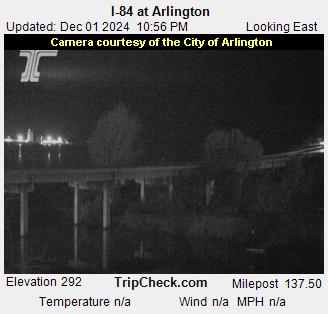 I-84 at Arlington
Updated: Dec 01 2024 10:56 PM Looking East
Camera courtesy of the City of Arlington
Elevation 292 TripCheck.com Milepost 137.50
Temperature n/a Wind n/a MPH n/a